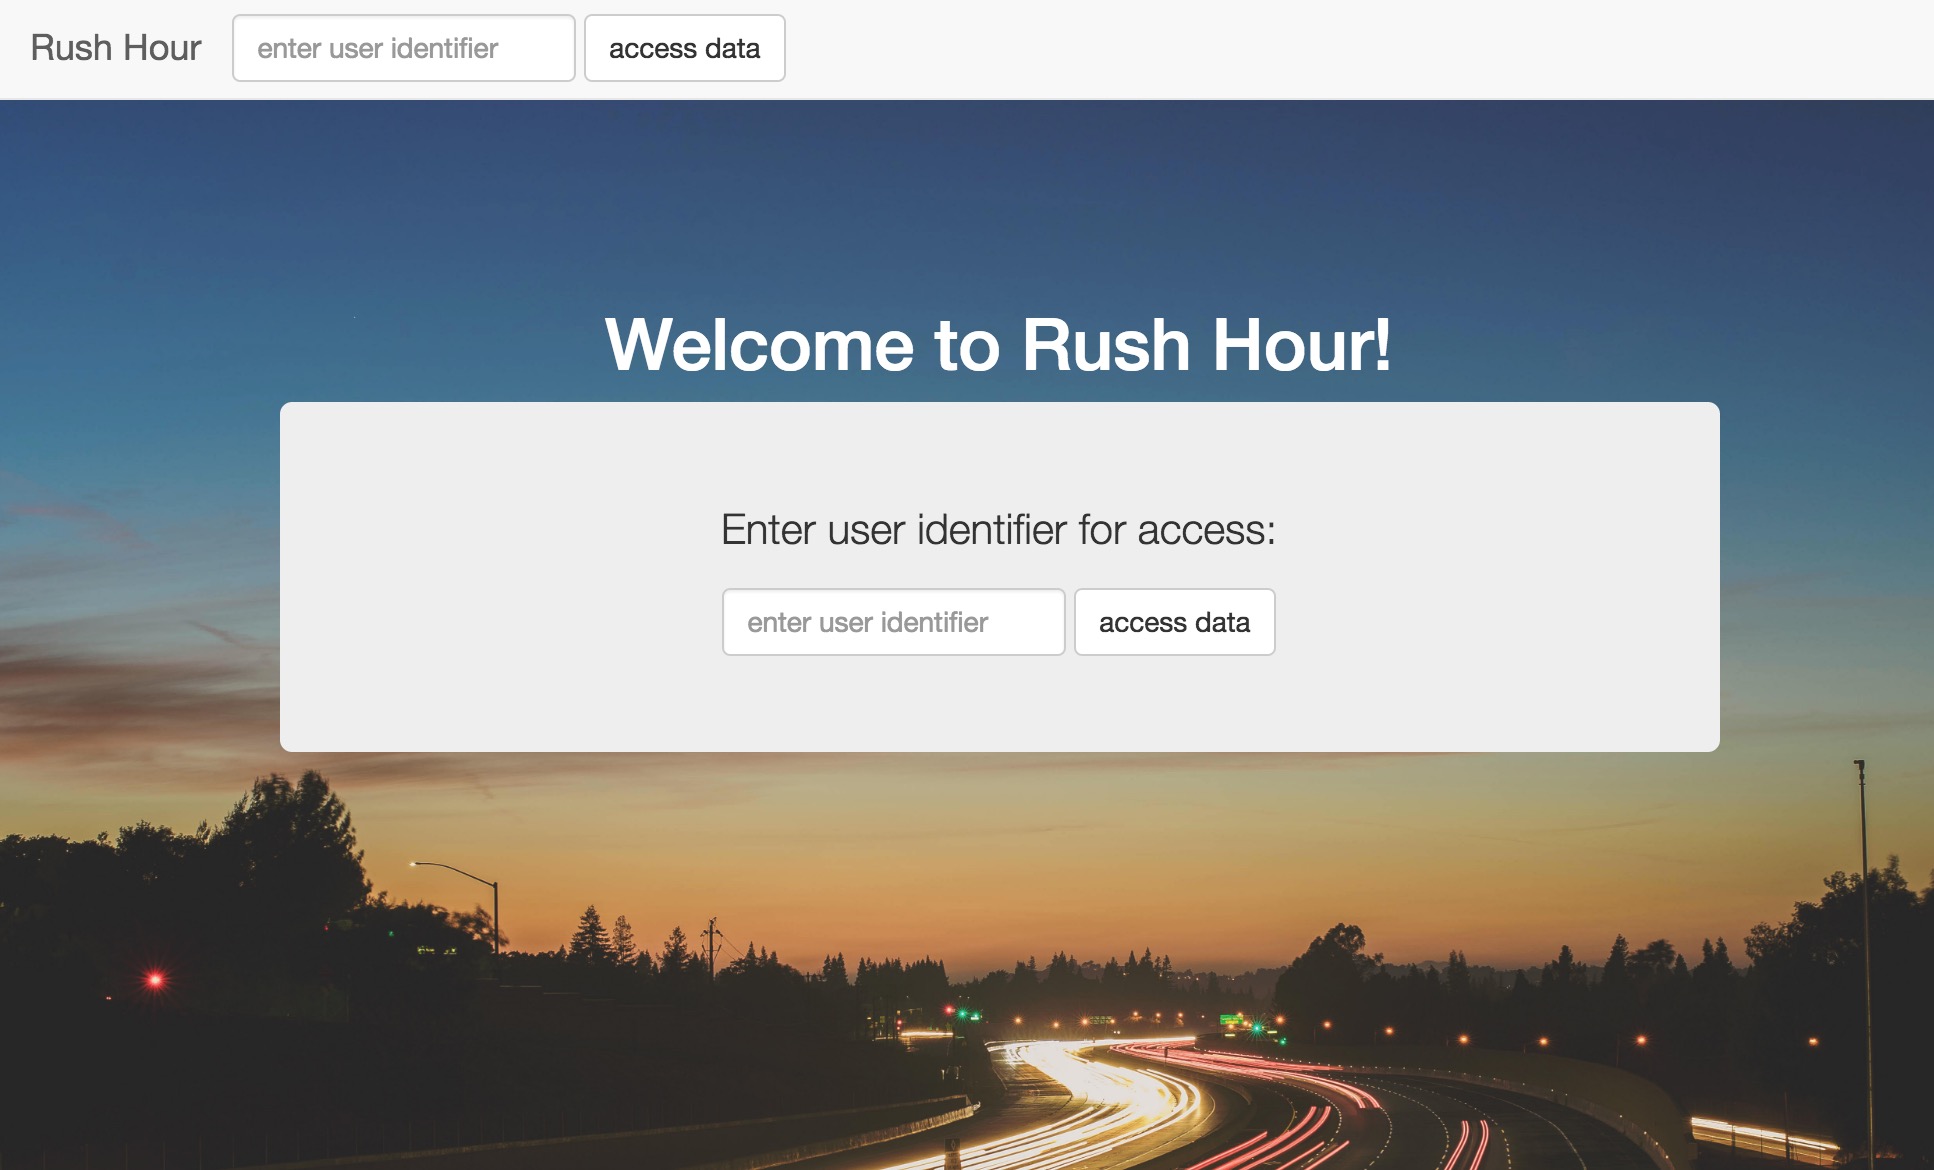 Rush Hour enter user identifier access data
Welcome to Rush Hour!
Enter user identifier for access:
enter user identifier access data